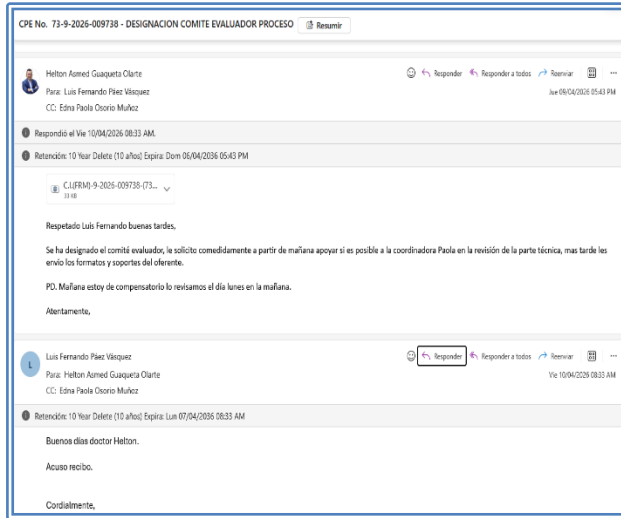 CPE No. 73-9-2026-009738 - DESIGNACION COMITE EVALUADOR PROCESO Resumir
Helton Asmed Guaqueta Olarte
Responder Responder a todos Reenviar
Para: Luis Fernando Páez Vásquez
Jue 09/04/2026 05:43 PM
CC: Edna Paola Osorio Muñoz
Respondió el Vie 10/04/2026 08:33 AM.
Retención: 10 Year Delete (10 años) Expira: Dom 06/04/2036 05:43 PM
C.I.(FRM)-9-2026-009738-(73...
33 KB
Respetado Luis Fernando buenas tardes,
Se ha designado el comité evaluador, le solicito comedidamente a partir de mañana apoyar si es posible a la coordinadora Paola en la revisión de la parte técnica, mas tarde les
envio los formatos y soportes del oferente.
PD. Mañana estoy de compensatorio lo revisamos el día lunes en la mañana.
Atentamente,
L
Luis Fernando Páez Vásquez
Responder Responder a todos Reenviar
Para: Helton Asmed Guaqueta Olarte
Vie 10/04/2026 08:33 AM
CC: Edna Paola Osorio Muñoz
Retención: 10 Year Delete (10 años) Expira: Lun 07/04/2036 08:33 AM
Buenos días doctor Helton.
Acuso recibo.
Cordialmente,